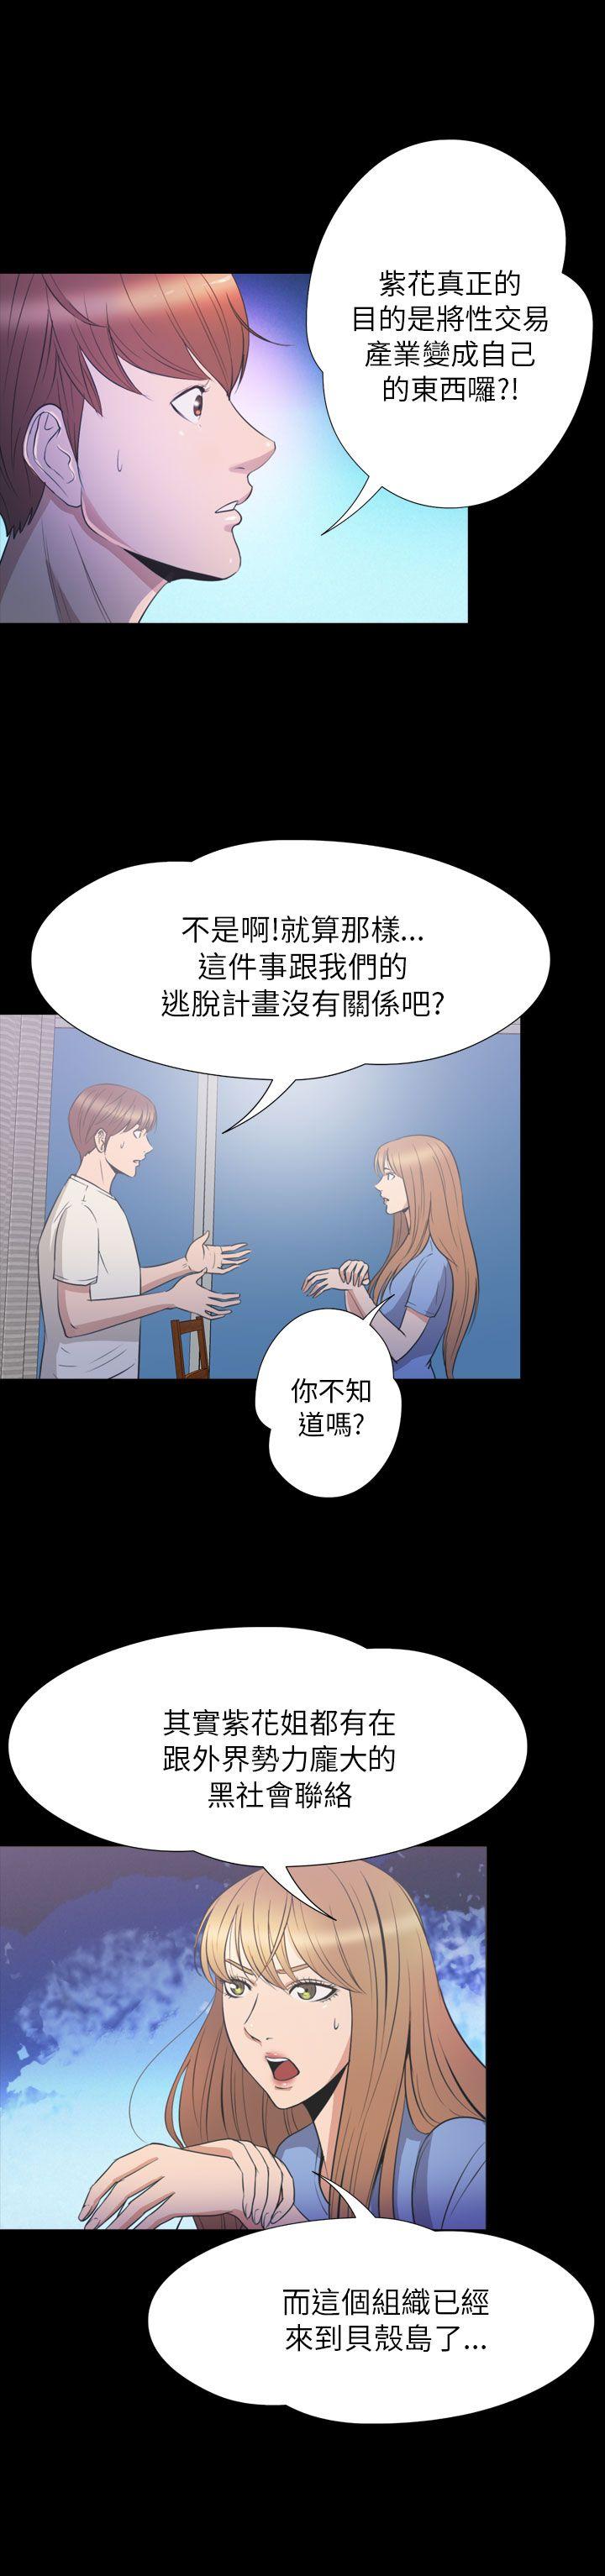 紫花真正的
目的是將性交易
產業變成自己
的東西囉?!
不是啊!就算那樣...
這件事跟我們的
逃脫計畫沒有關係吧?
你不知
道嗎?
其實紫花姐都有在
跟外界勢力龐大的
黑社會聯絡
而這個組織已經
來到貝殼島了...